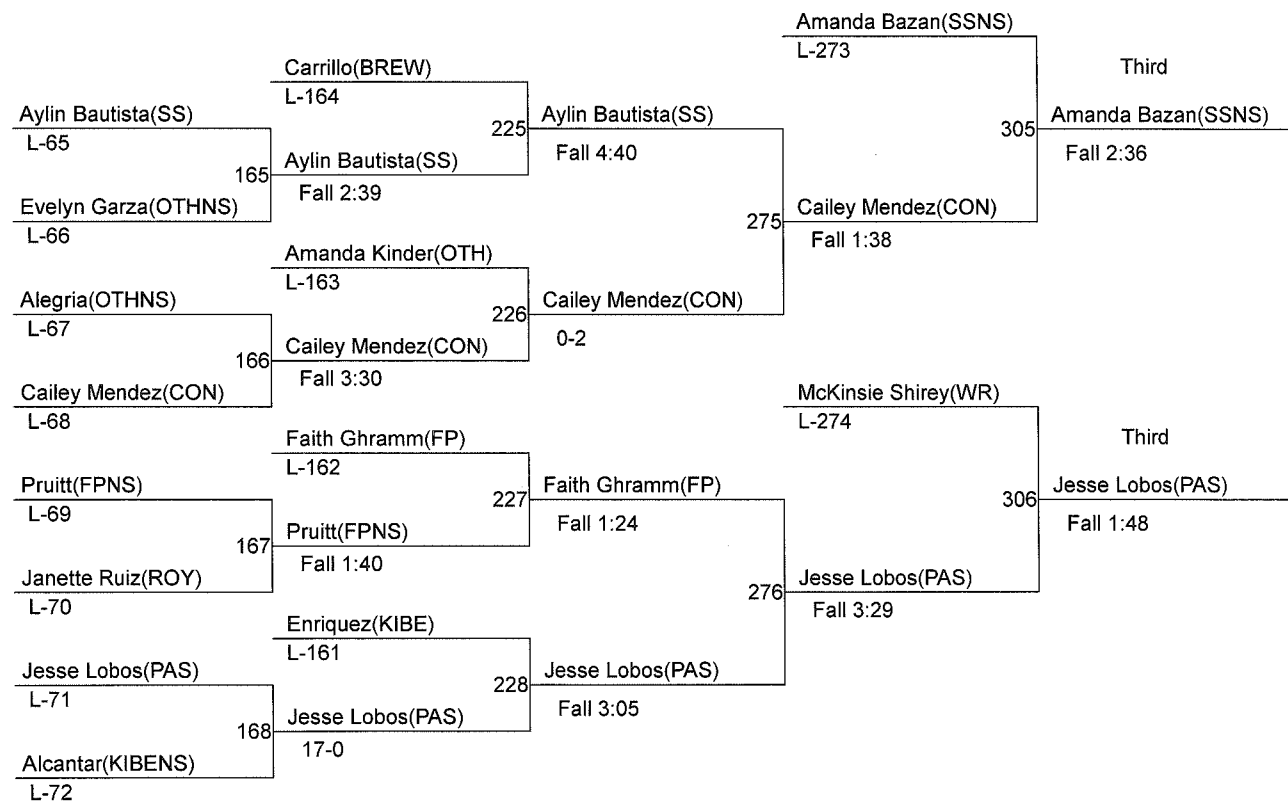 Amanda Bazan(SSNS)
L-273
Third
Carrillo(BREW)
L-164
Aylin Bautista(SS)
L-65
225
Aylin Bautista(SS)
Fall 4:40
305
Amanda Bazan(SSNS)
Fall 2:36
165
Aylin Bautista(SS)
Fall 2:39
Evelyn Garza(OTHNS)
L-66
275
Cailey Mendez(CON)
Fall 1:38
Amanda Kinder(OTH)
L-163
Alegria(OTHNS)
L-67
226
Cailey Mendez(CON)
0-2
166
Cailey Mendez(CON)
Fall 3:30
Cailey Mendez(CON)
L-68
McKinsie Shirey(WR)
L-274
Third
Faith Ghramm(FP)
L-162
Pruitt(FPNS)
L-69
227
Faith Ghramm(FP)
Fall 1:24
306
Jesse Lobos(PAS)
Fall 1:48
167
Pruitt(FPNS)
Fall 1:40
Janette Ruiz(ROY)
L-70
276
Jesse Lobos(PAS)
Fall 3:29
Enriquez(KIBE)
L-161
Jesse Lobos(PAS)
L-71
228
Jesse Lobos(PAS)
Fall 3:05
168
Jesse Lobos(PAS)
17-0
Alcantar(KIBENS)
L-72